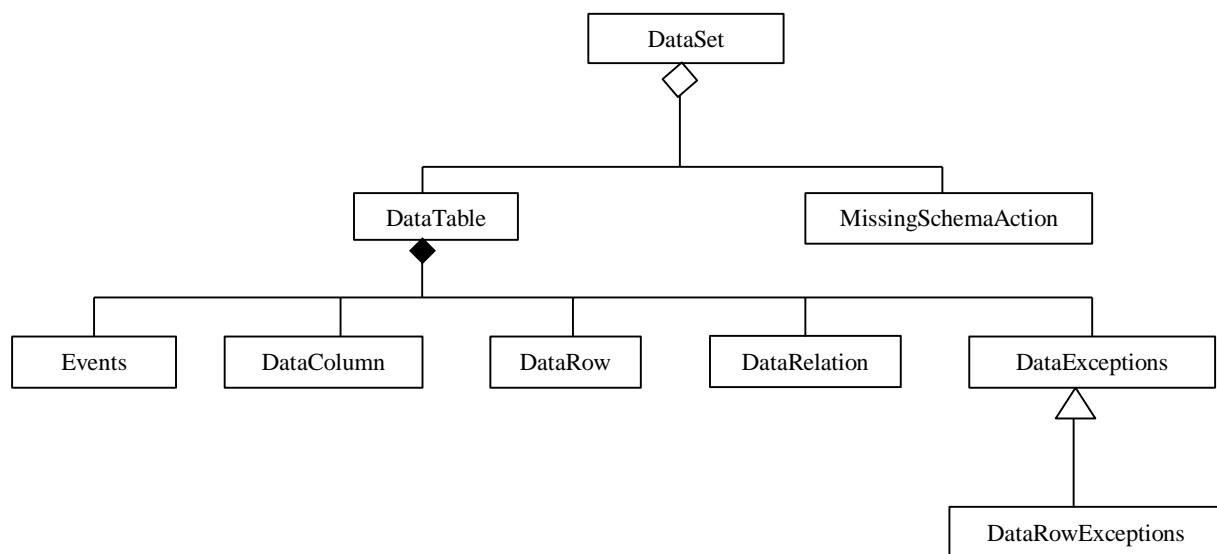 DataSet
DataTable
MissingSchemaAction
Events
DataColumn
DataRow
DataRelation
DataExceptions
DataRowExceptions